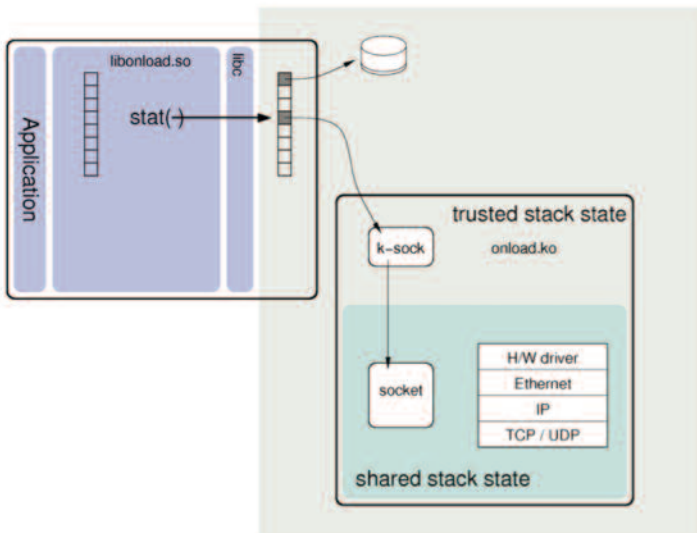 libonload.so
libc
Application
stat(·)
trusted stack state
k-sock
onload.ko
H/W driver
Ethernet
IP
TCP / UDP
socket
shared stack state